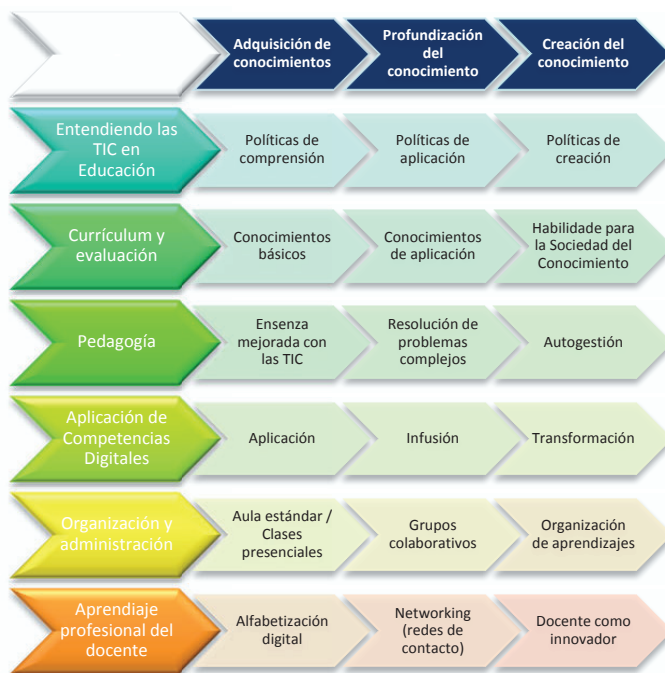 Adquisición de
conocimientos
Profundización
del
conocimiento
Creación del
conocimiento
Entendiendo las
TIC en
Educación
Políticas de
comprensión
Políticas de
aplicación
Políticas de
creación
Currículum y
evaluación
Conocimientos
básicos
Conocimientos
de aplicación
Habilidade para
la Sociedad del
Conocimiento
Pedagogía
Ensenza
mejorada con
las TIC
Resolución de
problemas
complejos
Autogestión
Aplicación de
Competencias
Digitales
Aplicación
Infusión
Transformación
Organización y
administración
Aula estándar /
Clases
presenciales
Grupos
colaborativos
Organización
de aprendizajes
Aprendiaje
profesional del
docente
Alfabetización
digital
Networking
(redes de
contacto)
Docente como
innovador